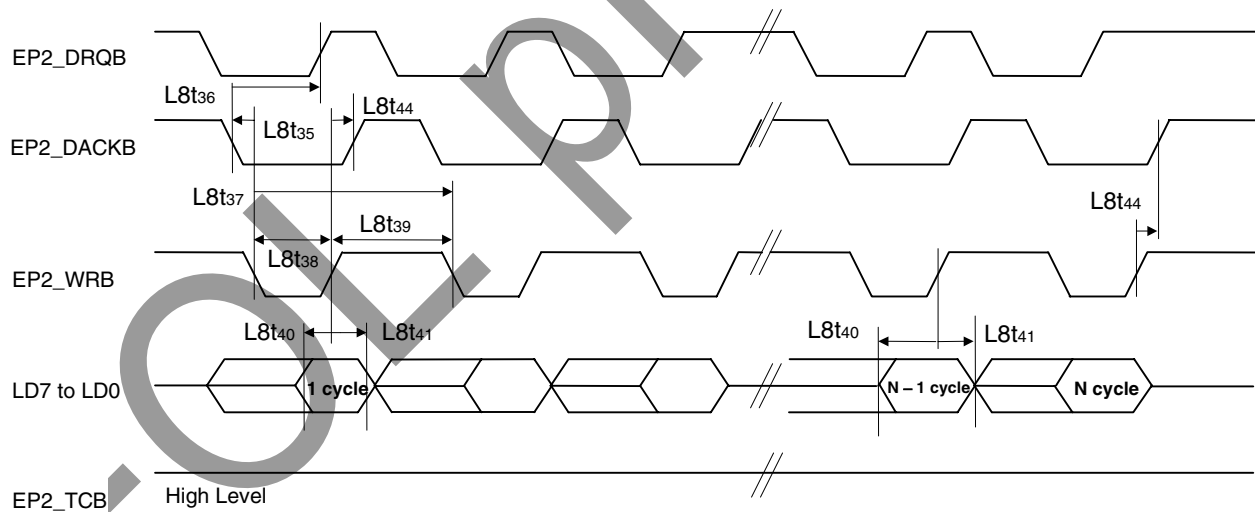 EP2_DRQB
L8t36
L8t44
L8t35
EP2_DACKB
L8t37
L8t44
L8t39
L8t38
EP2_WRB
L8t40
L8t41
L8t40
L8t41
LD7 to LD0
1 cycle
N – 1 cycle
N cycle
High Level
EP2_TCB